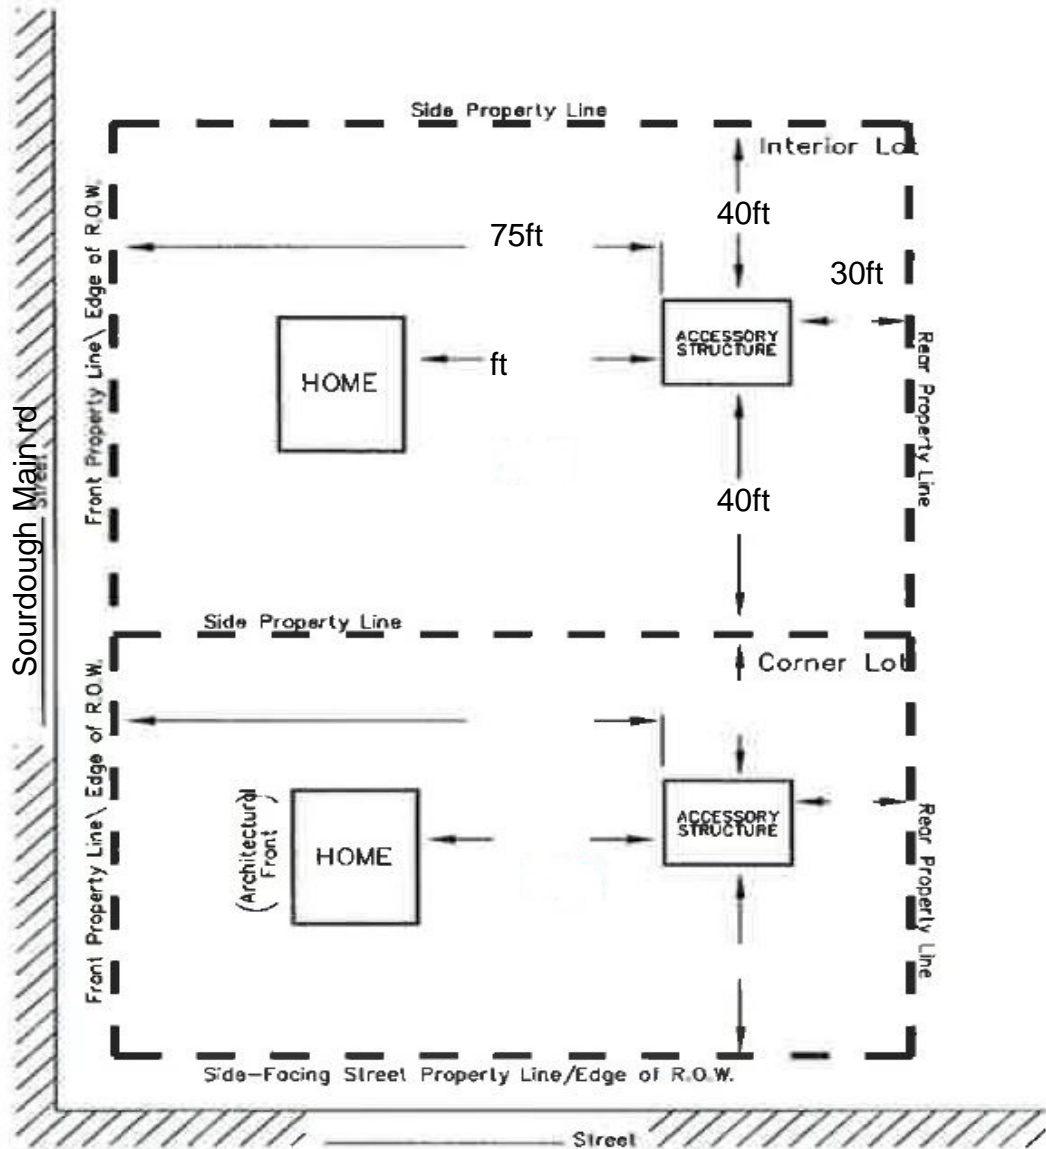 Side Property Line
Interior Lot
40ft
75ft
30ft
Front Property Line\ Edge of R.O.W.
ACCESSORY
STRUCTURE
ft
HOME
Rear Property Line
Sourdough Main rd
Street
40ft
Side Property Line
Corner Lot
Front Property Line\ Edge of R.O.W.
(Architectural
Front)
HOME
ACCESSORY
STRUCTURE
Rear Property Line
Side-Facing Street Property Line/Edge of R.O.W.
Street